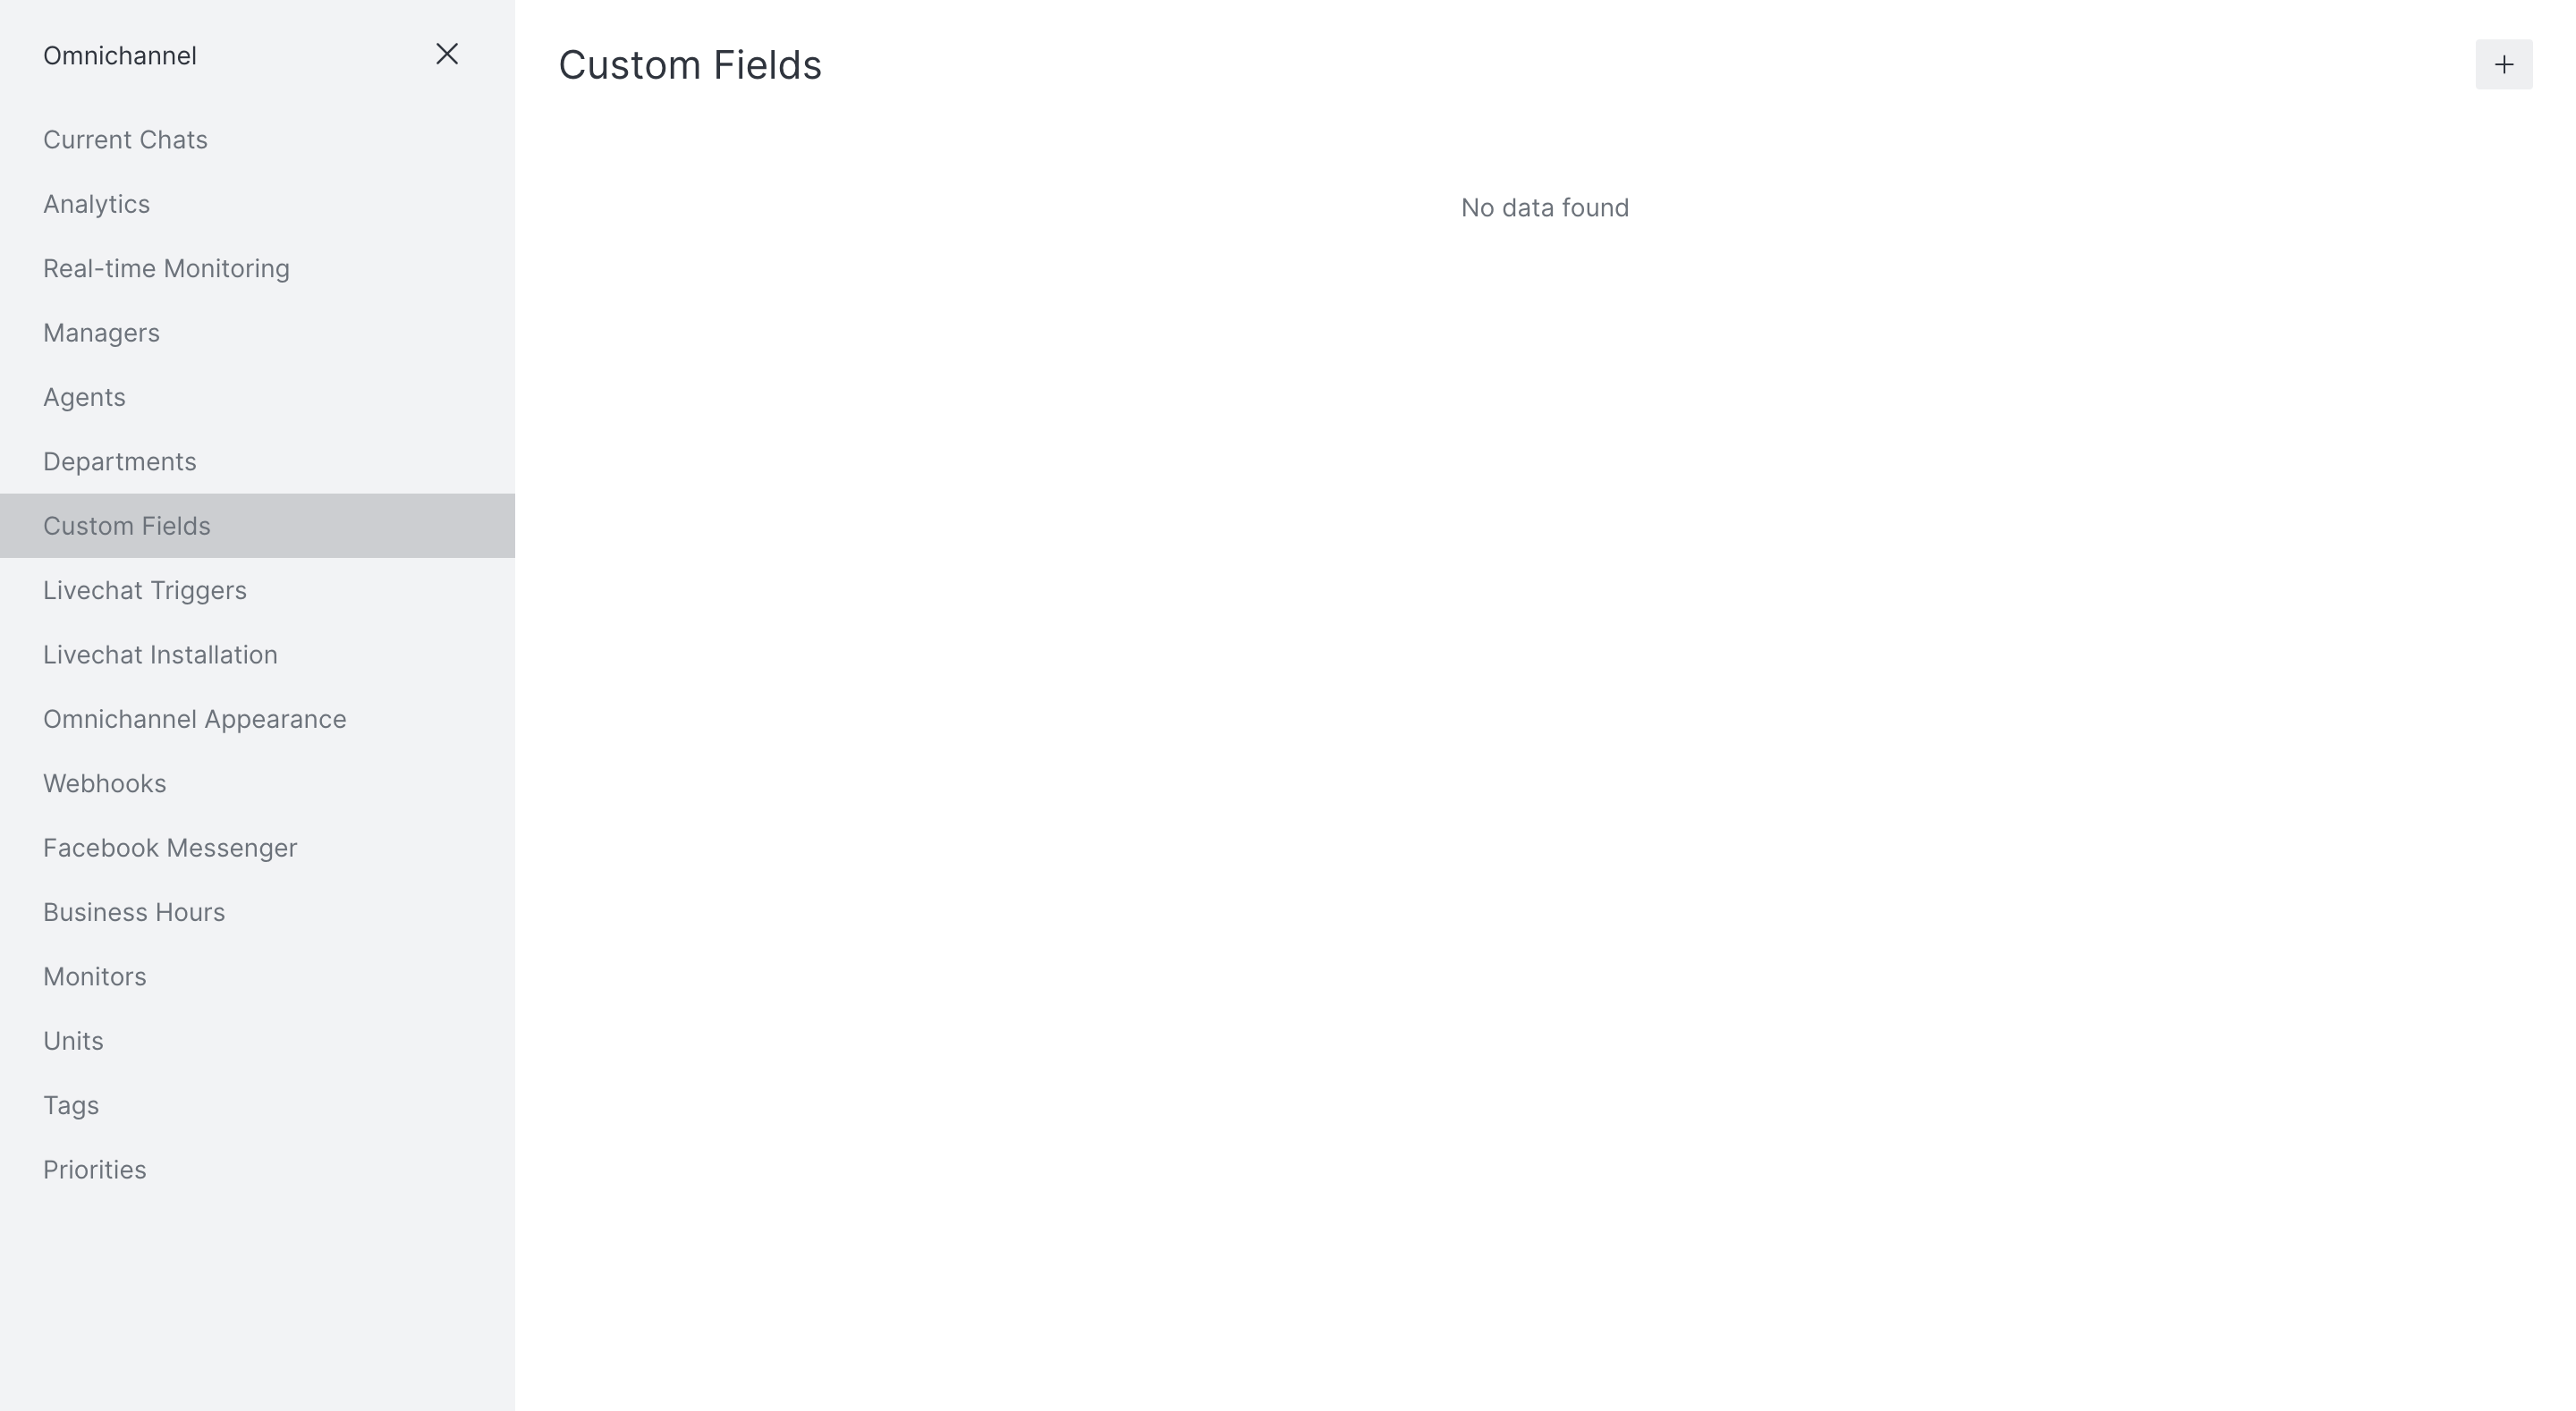 Omnichannel
Current Chats
Analytics
Real-time Monitoring
Managers
Agents
Departments
Custom Fields
Livechat Triggers
Livechat Installation
Omnichannel Appearance
Webhooks
Facebook Messenger
Business Hours
Monitors
Units
Tags
Priorities
Custom Fields
No data found